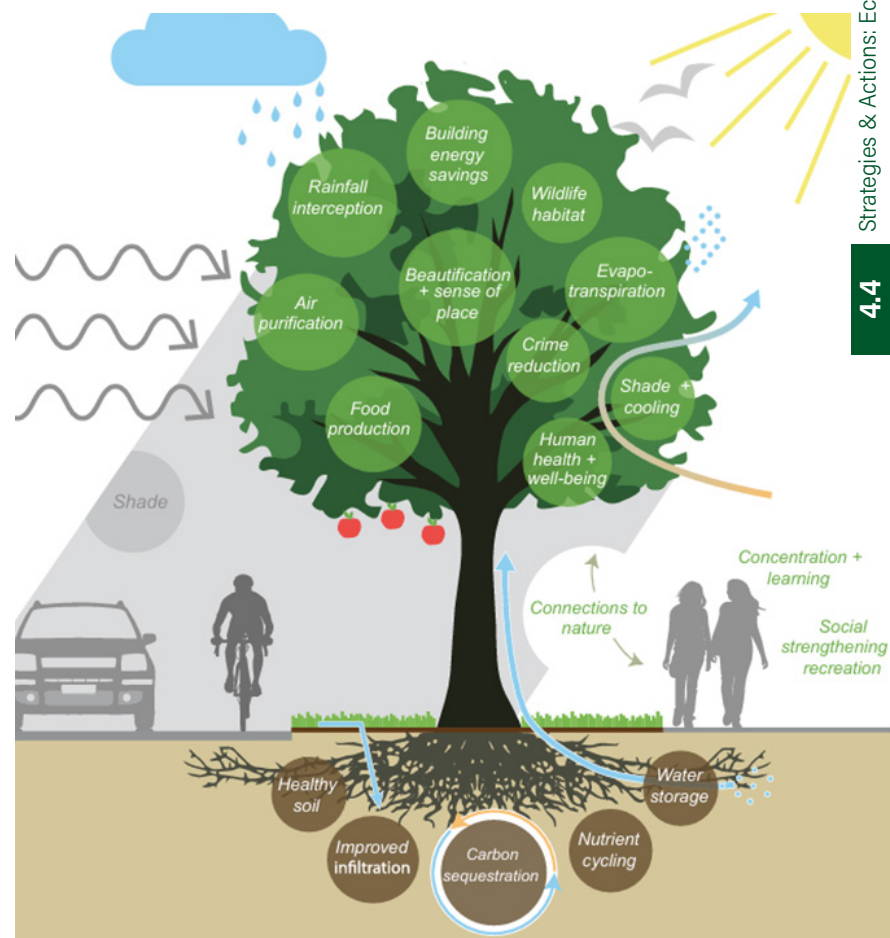 Strategies & Actions: Ec
4.4
Building
energy
savings
Rainfall
interception
Wildlife
habitat
Beautification
+ sense of
place
Evapo-
transpiration
Air
purification
Crime
reduction
Shade +
cooling
Food
production
Human
health +
well-being
Shade
Concentration +
learning
Connections to
nature
Social
strengthening
recreation
Healthy
soil
Water
storage
Improved
infiltration
Carbon
sequestration
Nutrient
cycling